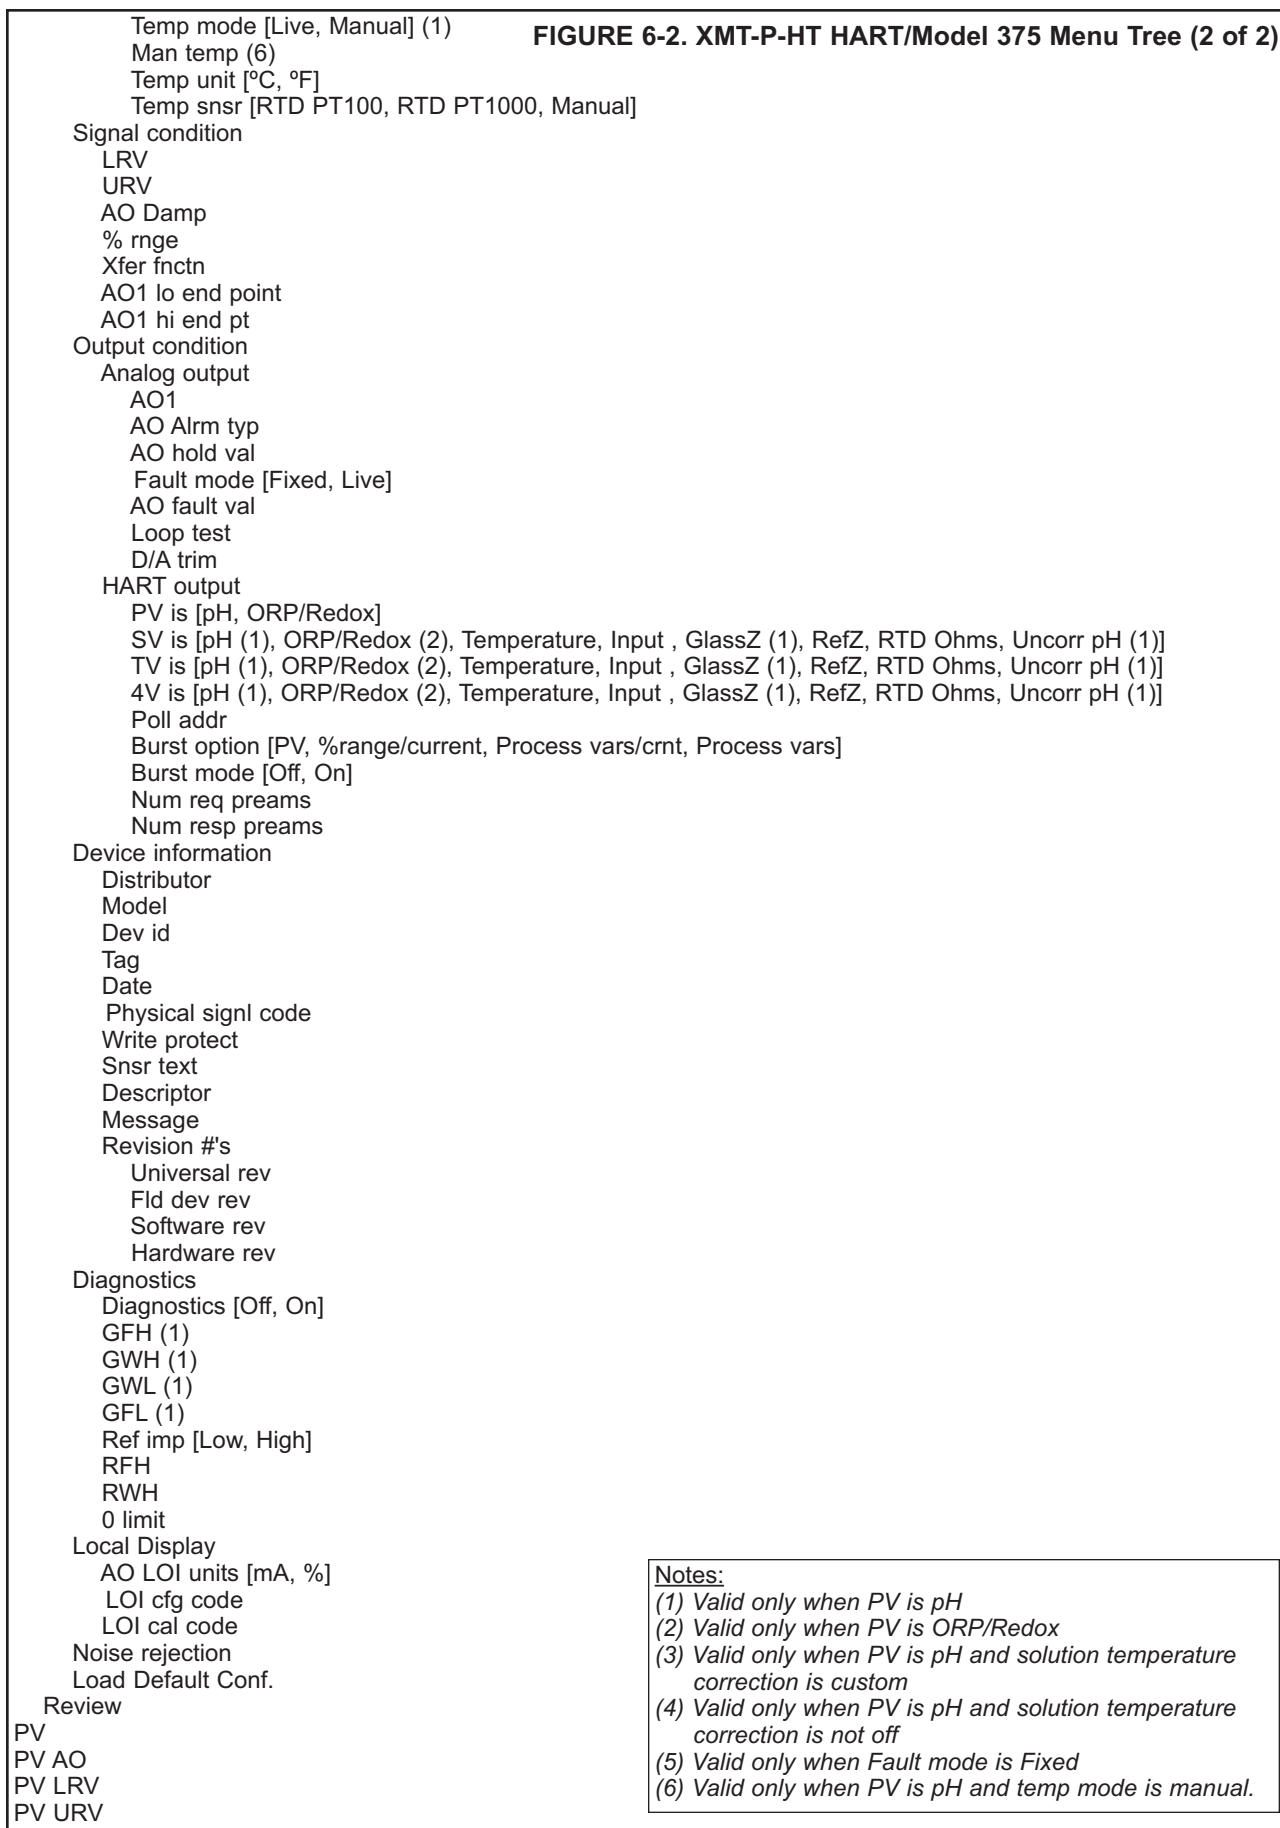 FIGURE 6-2. XMT-P-HT HART/Model 375 Menu Tree (2 of 2)
Temp mode [Live, Manual] (1)
Man temp (6)
Temp unit [ºC, ºF]
Temp snsr [RTD PT100, RTD PT1000, Manual]
Signal condition
LRV
URV
AO Damp
% rnge
Xfer fnctn
AO1 lo end point
AO1 hi end pt
Output condition
Analog output
AO1
AO Alrm typ
AO hold val
Fault mode [Fixed, Live]
AO fault val
Loop test
D/A trim
HART output
PV is [pH, ORP/Redox]
SV is [pH (1), ORP/Redox (2), Temperature, Input , GlassZ (1), RefZ, RTD Ohms, Uncorr pH (1)]
TV is [pH (1), ORP/Redox (2), Temperature, Input , GlassZ (1), RefZ, RTD Ohms, Uncorr pH (1)]
4V is [pH (1), ORP/Redox (2), Temperature, Input , GlassZ (1), RefZ, RTD Ohms, Uncorr pH (1)]
Poll addr
Burst option [PV, %range/current, Process vars/crnt, Process vars]
Burst mode [Off, On]
Num req preams
Num resp preams
Device information
Distributor
Model
Dev id
Tag
Date
Physical signl code
Write protect
Snsr text
Descriptor
Message
Revision #'s
Universal rev
Fld dev rev
Software rev
Hardware rev
Diagnostics
Diagnostics [Off, On]
GFH (1)
GWH (1)
GWL (1)
GFL (1)
Ref imp [Low, High]
RFH
RWH
0 limit
Local Display
AO LOI units [mA, %]
LOI cfg code
LOI cal code
Noise rejection
Load Default Conf.
Review
PV
PV AO
PV LRV
PV URV
Notes:
(1) Valid only when PV is pH
(2) Valid only when PV is ORP/Redox
(3) Valid only when PV is pH and solution temperature
correction is custom
(4) Valid only when PV is pH and solution temperature
correction is not off
(5) Valid only when Fault mode is Fixed
(6) Valid only when PV is pH and temp mode is manual.